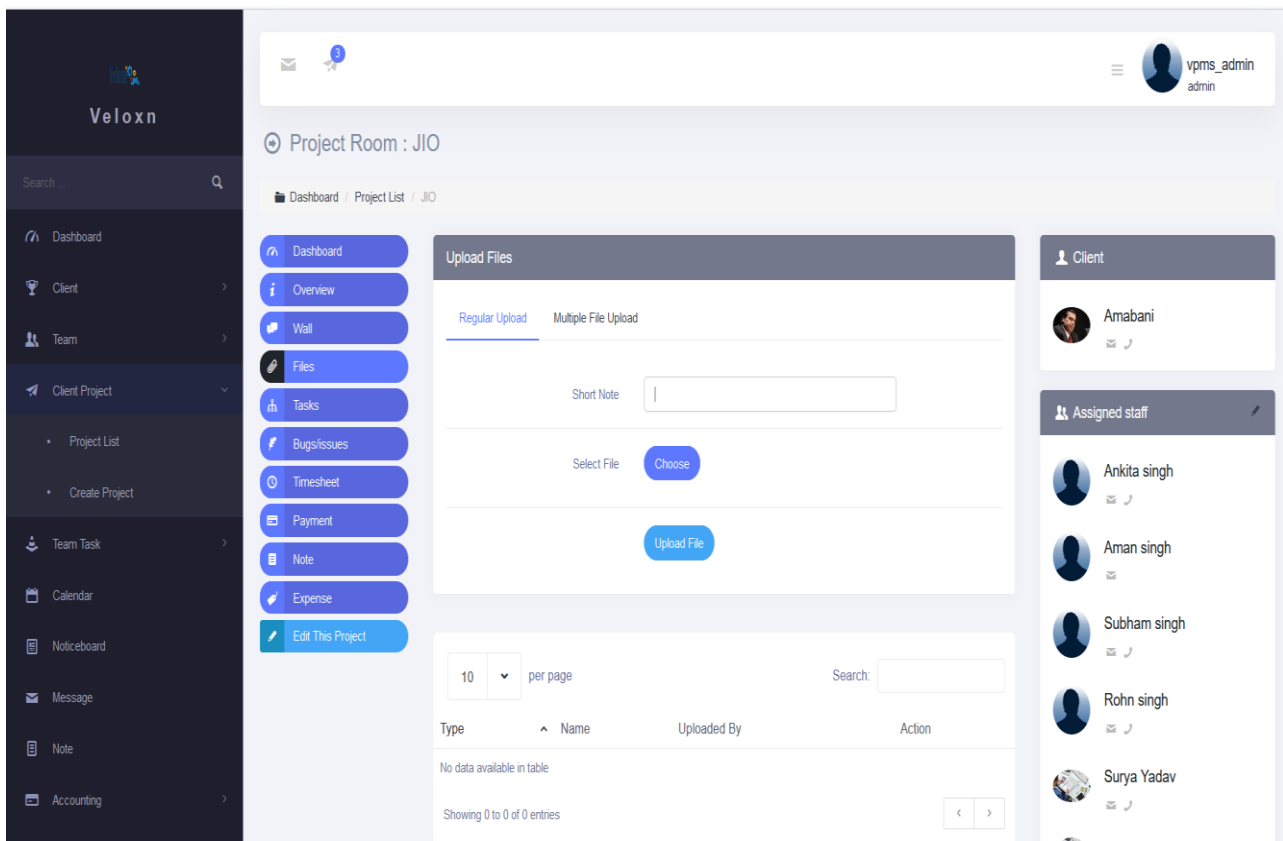 Veloxn
Search ...
Dashboard
Client
Team
Client Project
Project List
Create Project
Team Task
Calendar
Noticeboard
Message
Note
Accounting
3
vpms_admin
admin
Project Room : JIO
Dashboard / Project List / JIO
Dashboard
Overview
Wall
Files
Tasks
Bugs/issues
Timesheet
Payment
Note
Expense
Edit This Project
Upload Files
Regular Upload Multiple File Upload
Short Note
Select File Choose
Upload File
10 per page Search:
Type Name Uploaded By Action
No data available in table
Showing 0 to 0 of 0 entries
Client
Amabani
Assigned staff
Ankita singh
Aman singh
Subham singh
Rohn singh
Surya Yadav